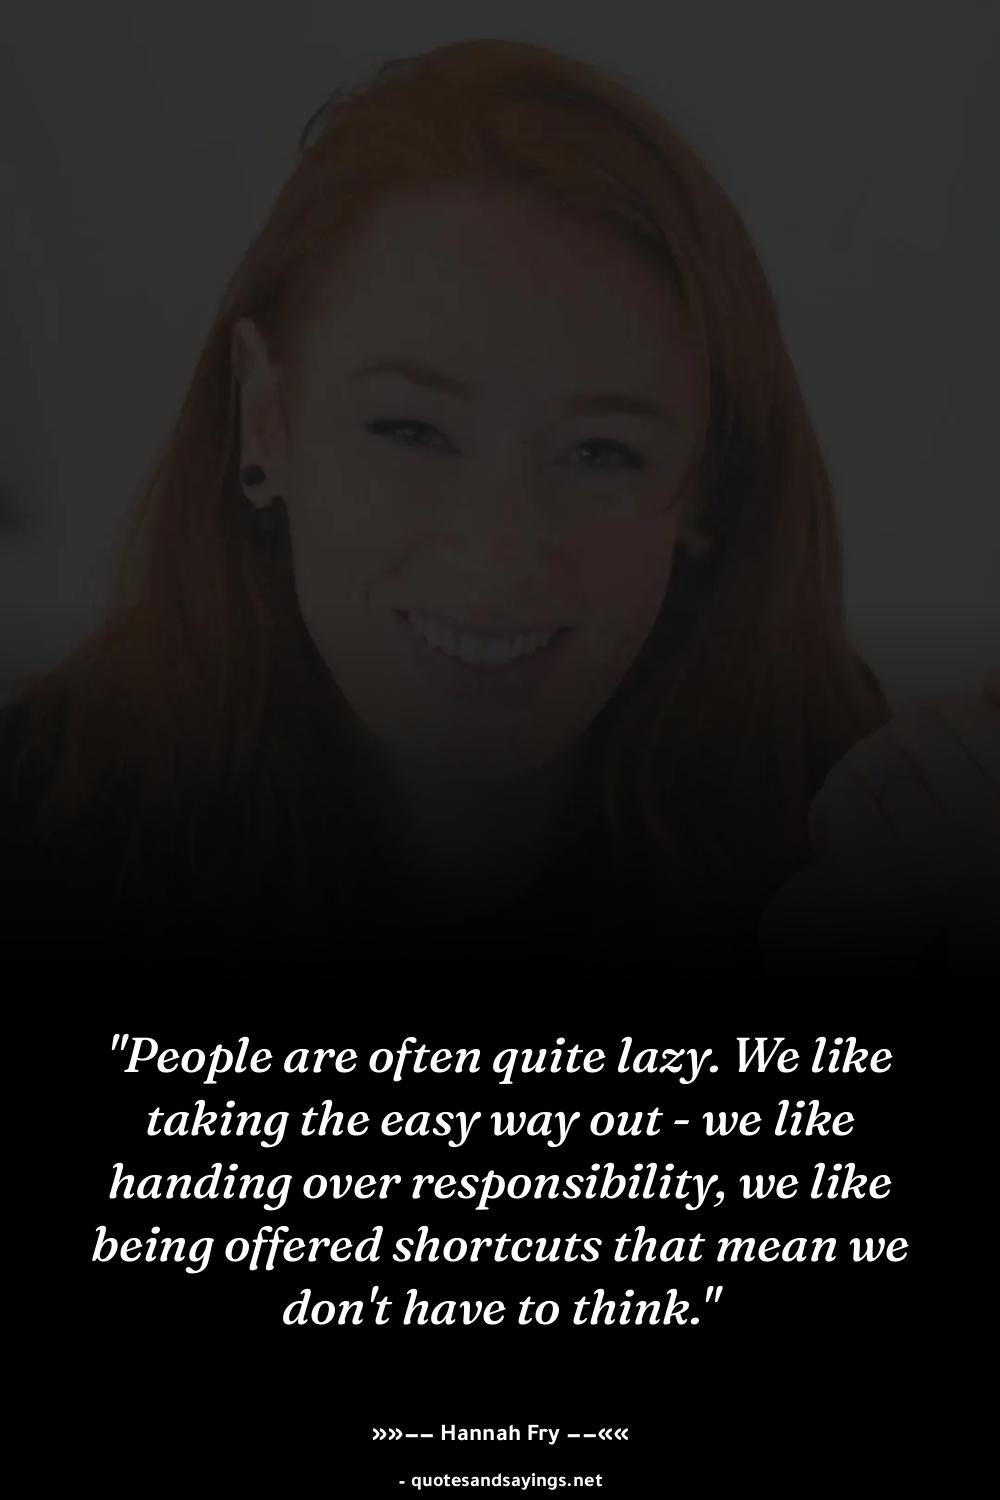 "People are often quite lazy. We like
taking the easy way out - we like
handing over responsibility, we like
being offered shortcuts that mean we
don't have to think."
»»–– Hannah Fry ––««
- quotesandsayings.net